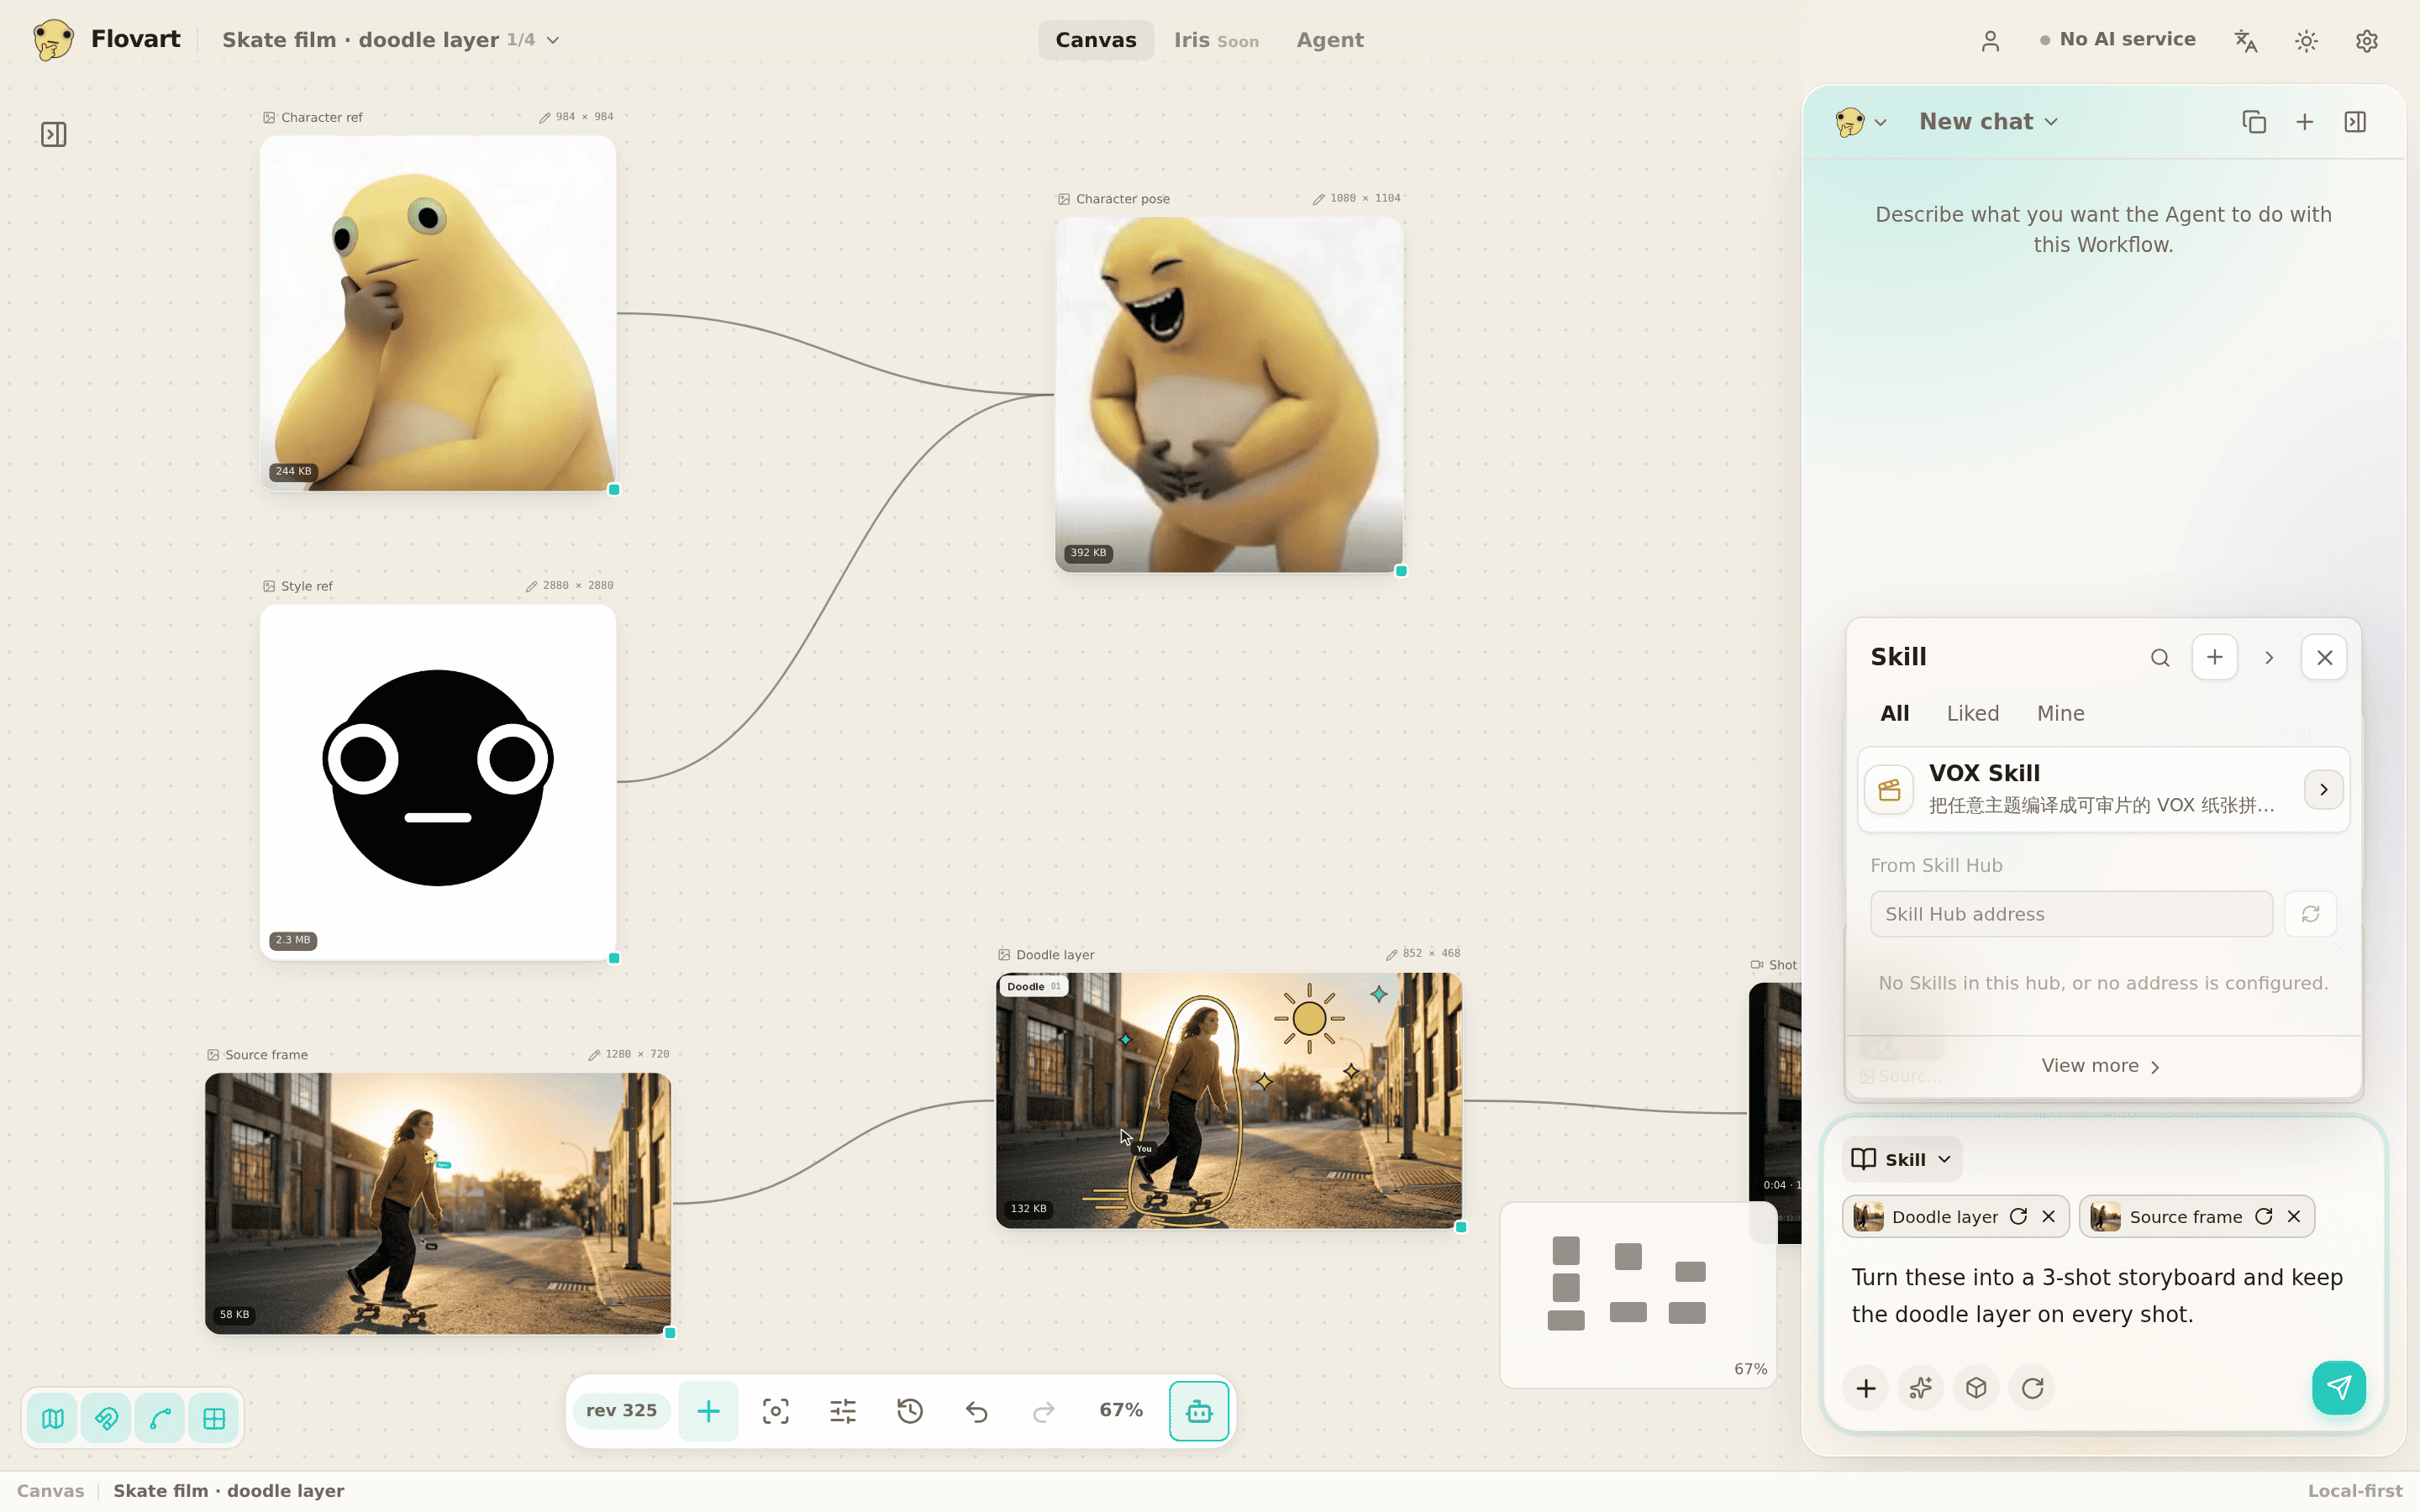 Flovart
Skate film · doodle layer 1/4
Canvas
Iris Soon
Agent
No AI service
Character ref
984 × 984
244 KB
Character pose
1080 × 1104
392 KB
Style ref
2880 × 2880
2.3 MB
Source frame
1280 × 720
58 KB
Doodle layer
852 × 468
Doodle 01
You
132 KB
Shot
0:04 · 1
67%
New chat
Describe what you want the Agent to do with
this Workflow.
Skill
All
Liked
Mine
VOX Skill
把任意主题编译成可审片的 VOX 纸张拼...
From Skill Hub
Skill Hub address
No Skills in this hub, or no address is configured.
Sourc...
View more
Skill
Doodle layer
Source frame
Turn these into a 3-shot storyboard and keep
the doodle layer on every shot.
rev 325
67%
Canvas
Skate film · doodle layer
Local-first